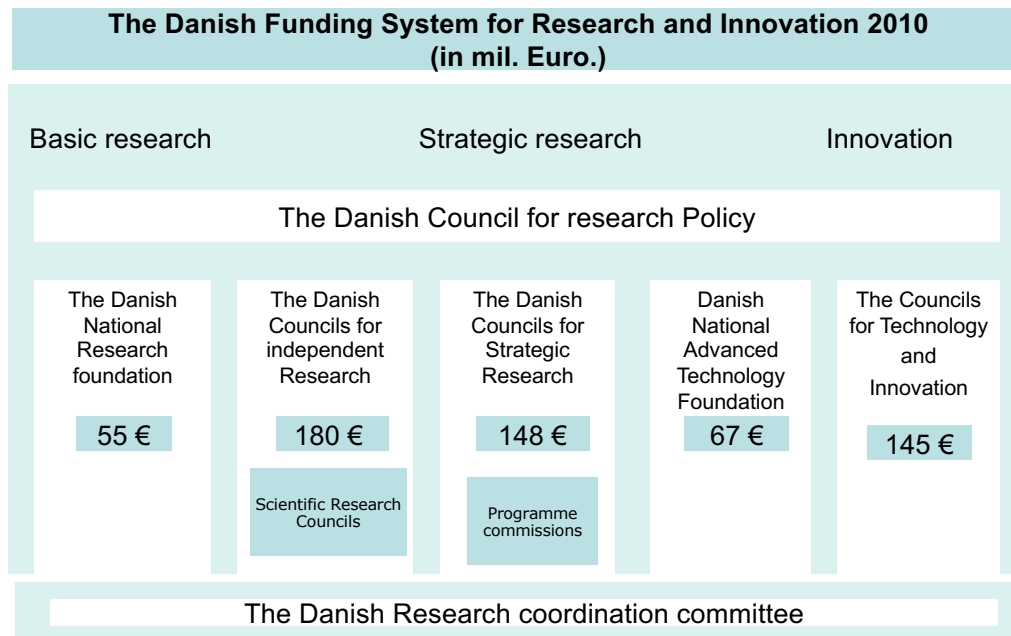 The Danish Funding System for Research and Innovation 2010
(in mil. Euro.)
Basic research
Strategic research
Innovation
The Danish Council for research Policy
The Danish
National
Research
foundation
55 €
The Danish
Councils for
independent
Research
180 €
Scientific Research
Councils
The Danish
Councils for
Strategic
Research
148 €
Programme
commissions
Danish
National
Advanced
Technology
Foundation
67 €
The Councils
for Technology
and
Innovation
145 €
The Danish Research coordination committee